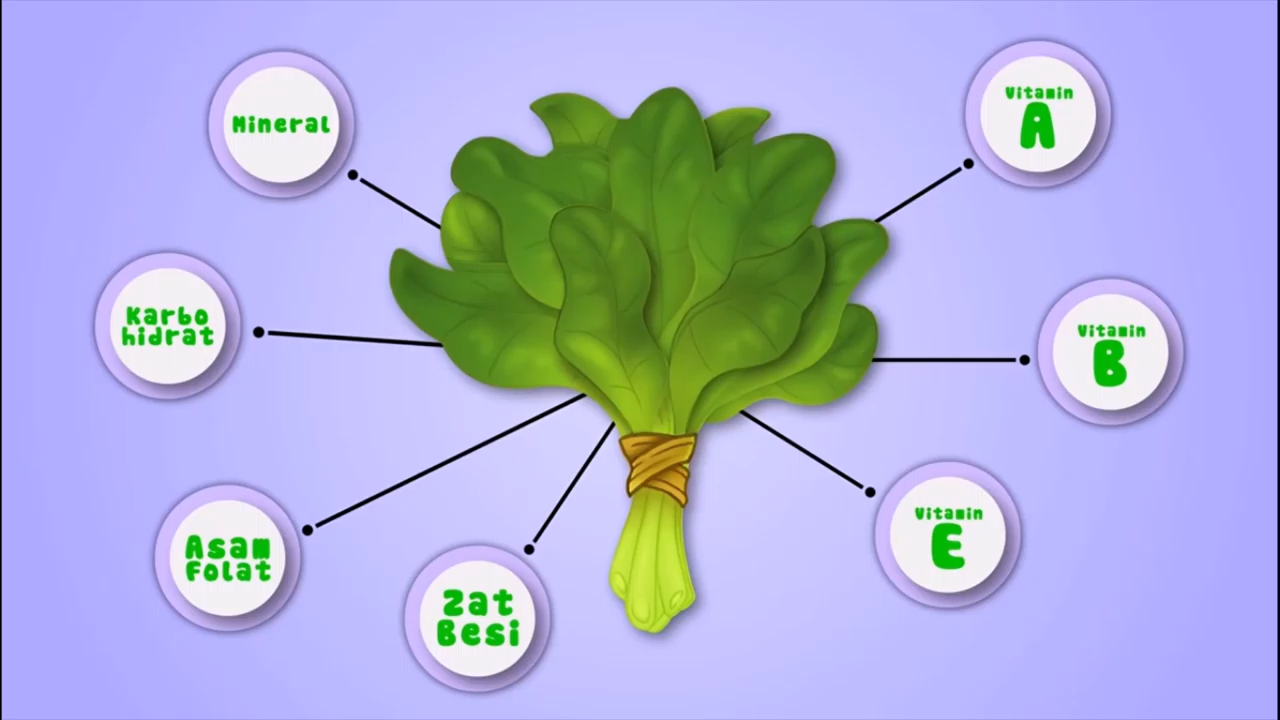 Mineral
Karbo
hidrat
Asam
Folat
Zat
Besi
Vitamin
A
Vitamin
B
Vitamin
E